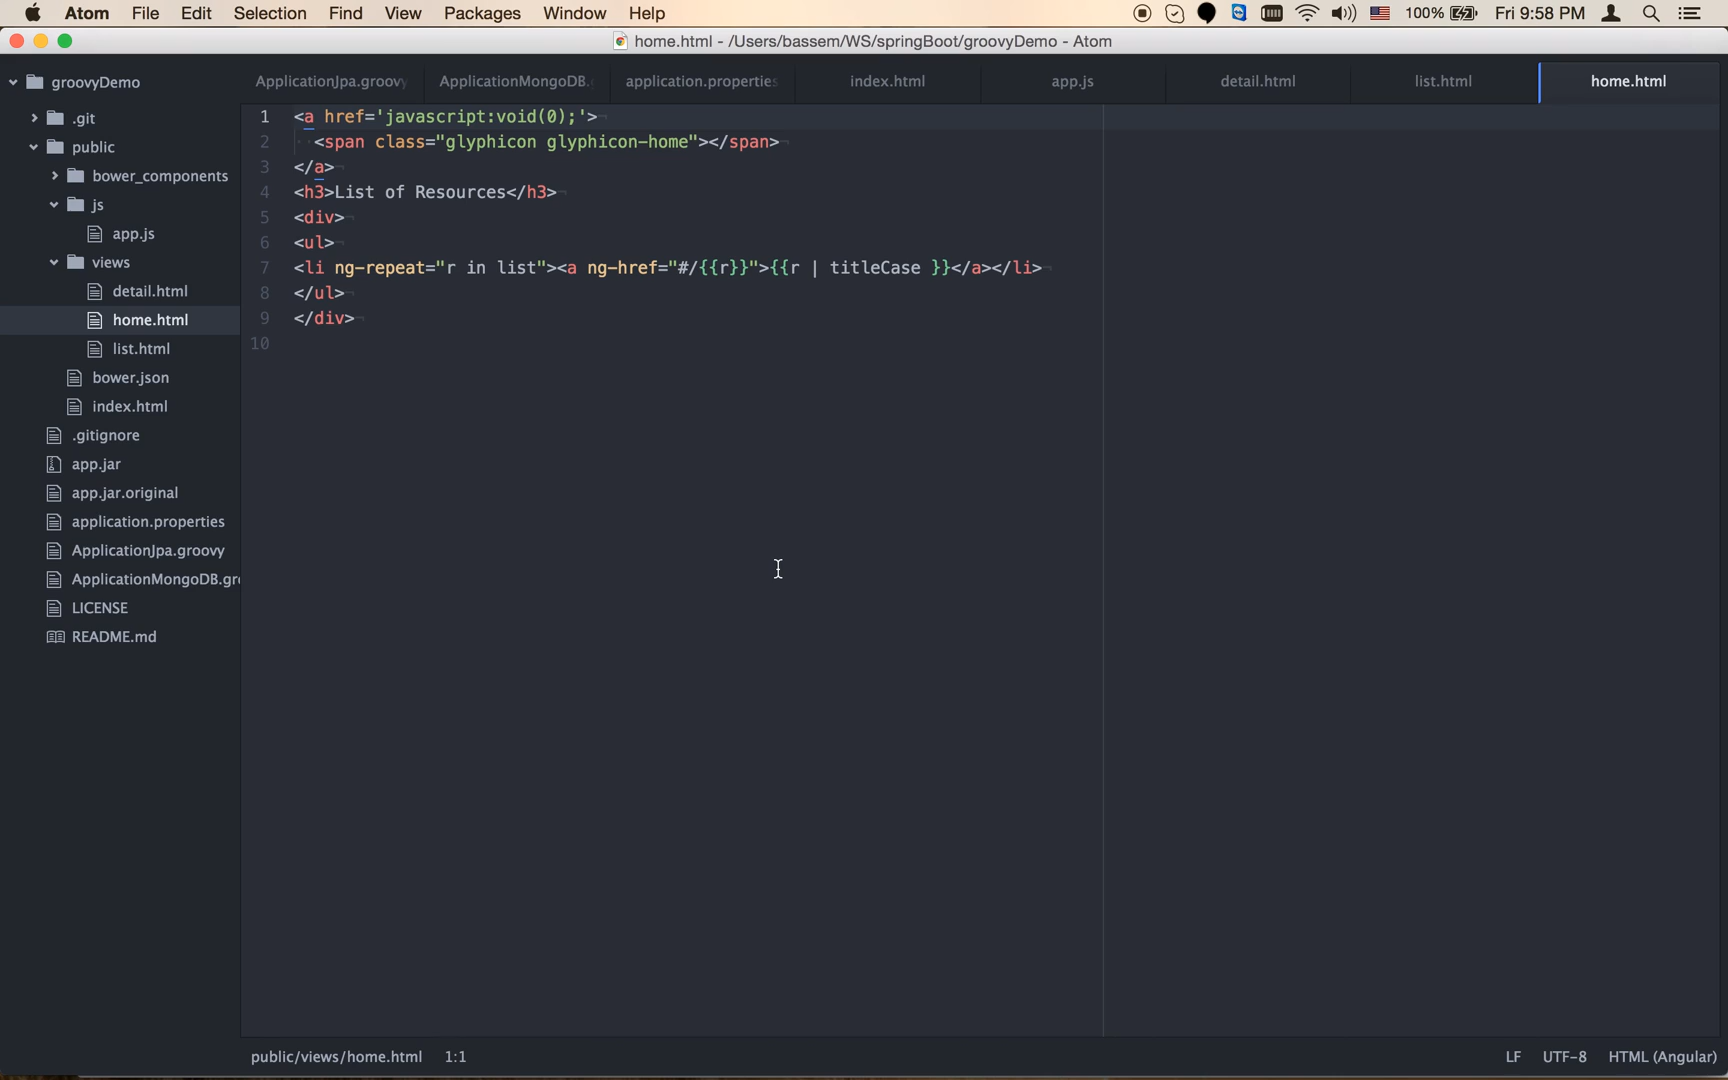 Atom File Edit Selection Find View Packages Window Help 100% Fri 9:58 PM
home.html - /Users/bassem/WS/springBoot/groovyDemo - Atom
groovyDemo
.git
public
bower_components
js
app.js
views
detail.html
home.html
list.html
bower.json
index.html
.gitignore
app.jar
app.jar.original
application.properties
ApplicationJpa.groovy
ApplicationMongoDB.gro
LICENSE
README.md
ApplicationJpa.groovy ApplicationMongoDB. application.properties index.html app.js detail.html list.html home.html
1 <a href='javascript:void(0);'>
2 <span class="glyphicon glyphicon-home"></span>
3 </a>
4 <h3>List of Resources</h3>
5 <div>
6 <ul>
7 <li ng-repeat="r in list"><a ng-href="#/{{r}}">{{r | titleCase }}</a></li>
8 </ul>
9 </div>
10
public/views/home.html 1:1 LF UTF-8 HTML (Angular)